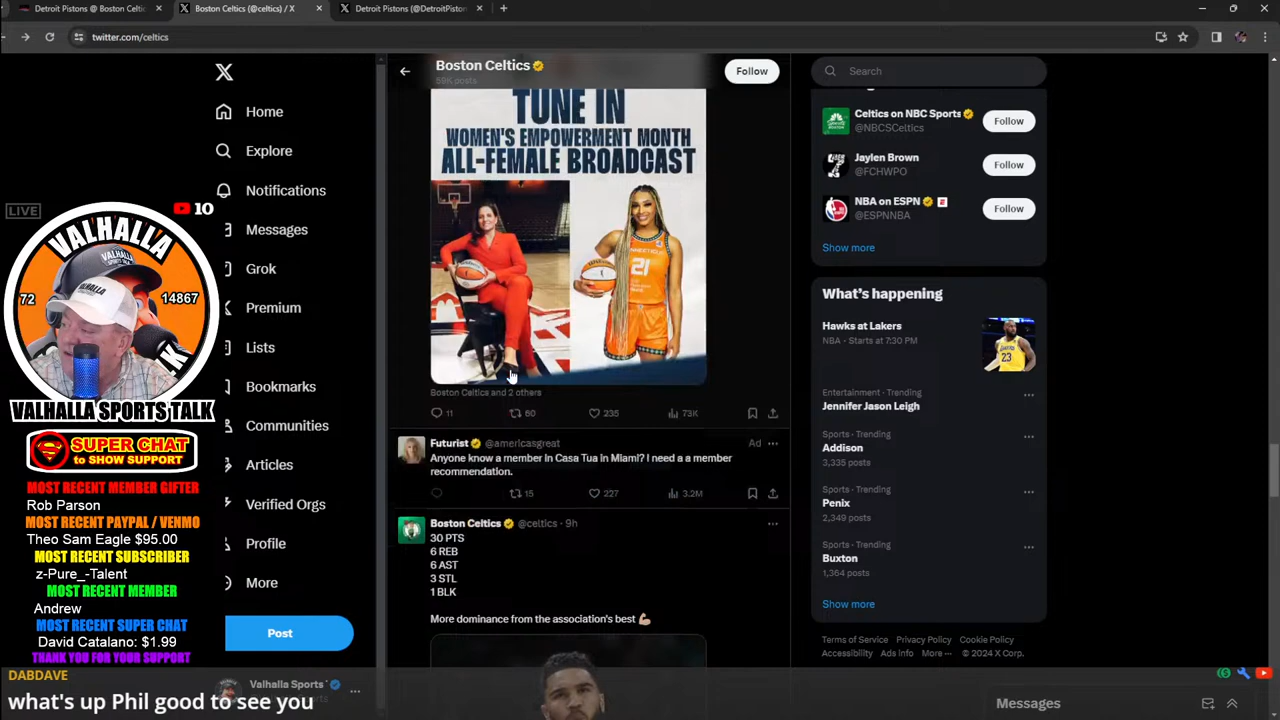 Detroit Pistons @ Boston Celtics
Boston Celtics (@celtics) / X
Detroit Pistons (@DetroitPiston
twitter.com/celtics
Home
Explore
Notifications
Messages
Grok
Premium
Lists
Bookmarks
Communities
Articles
Verified Orgs
Profile
More
Post
Valhalla Sports
LIVE
10
VALHALLA
72
14867
VALHALLA SPORTS TALK
SUPER CHAT
to SHOW SUPPORT
MOST RECENT MEMBER GIFTER
Rob Parson
MOST RECENT PAYPAL / VENMO
Theo Sam Eagle $95.00
MOST RECENT SUBSCRIBER
z-Pure_-Talent
MOST RECENT MEMBER
Andrew
MOST RECENT SUPER CHAT
David Catalano: $1.99
THANK YOU FOR YOUR SUPPORT
Boston Celtics
59K posts
Follow
TUNE IN
WOMEN'S EMPOWERMENT MONTH
ALL-FEMALE BROADCAST
21
Boston Celtics and 2 others
11 60 235 73K
Futurist @americasgreat Ad
Anyone know a member in Casa Tua in Miami? I need a a member
recommendation.
15 227 3.2M
Boston Celtics @celtics · 9h
30 PTS
6 REB
6 AST
3 STL
1 BLK
More dominance from the association's best
Search
Celtics on NBC Sports
@NBCSCeltics
Follow
Jaylen Brown
@FCHWPO
Follow
NBA on ESPN
@ESPNNBA
Follow
Show more
What's happening
Hawks at Lakers
NBA · Starts at 7:30 PM
Entertainment · Trending
Jennifer Jason Leigh
Sports · Trending
Addison
3,335 posts
Sports · Trending
Penix
2,349 posts
Sports · Trending
Buxton
1,364 posts
Show more
Terms of Service Privacy Policy Cookie Policy
Accessibility Ads info More ··· © 2024 X Corp.
Messages
DABDAVE
what's up Phil good to see you